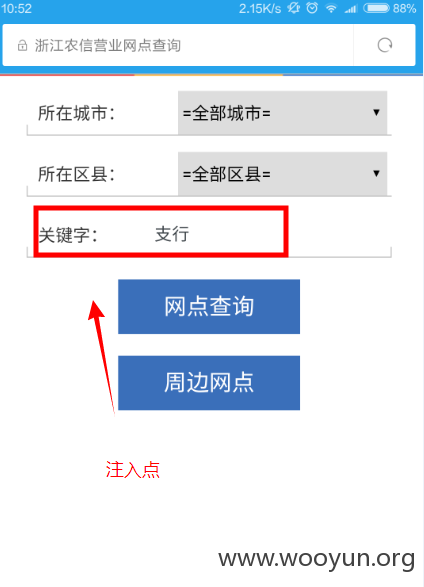 10:52 2.15K/s 88%
浙江农信营业网点查询
所在城市: =全部城市=
所在区县: =全部区县=
关键字: 支行
网点查询
周边网点
注入点
www.wooyun.org